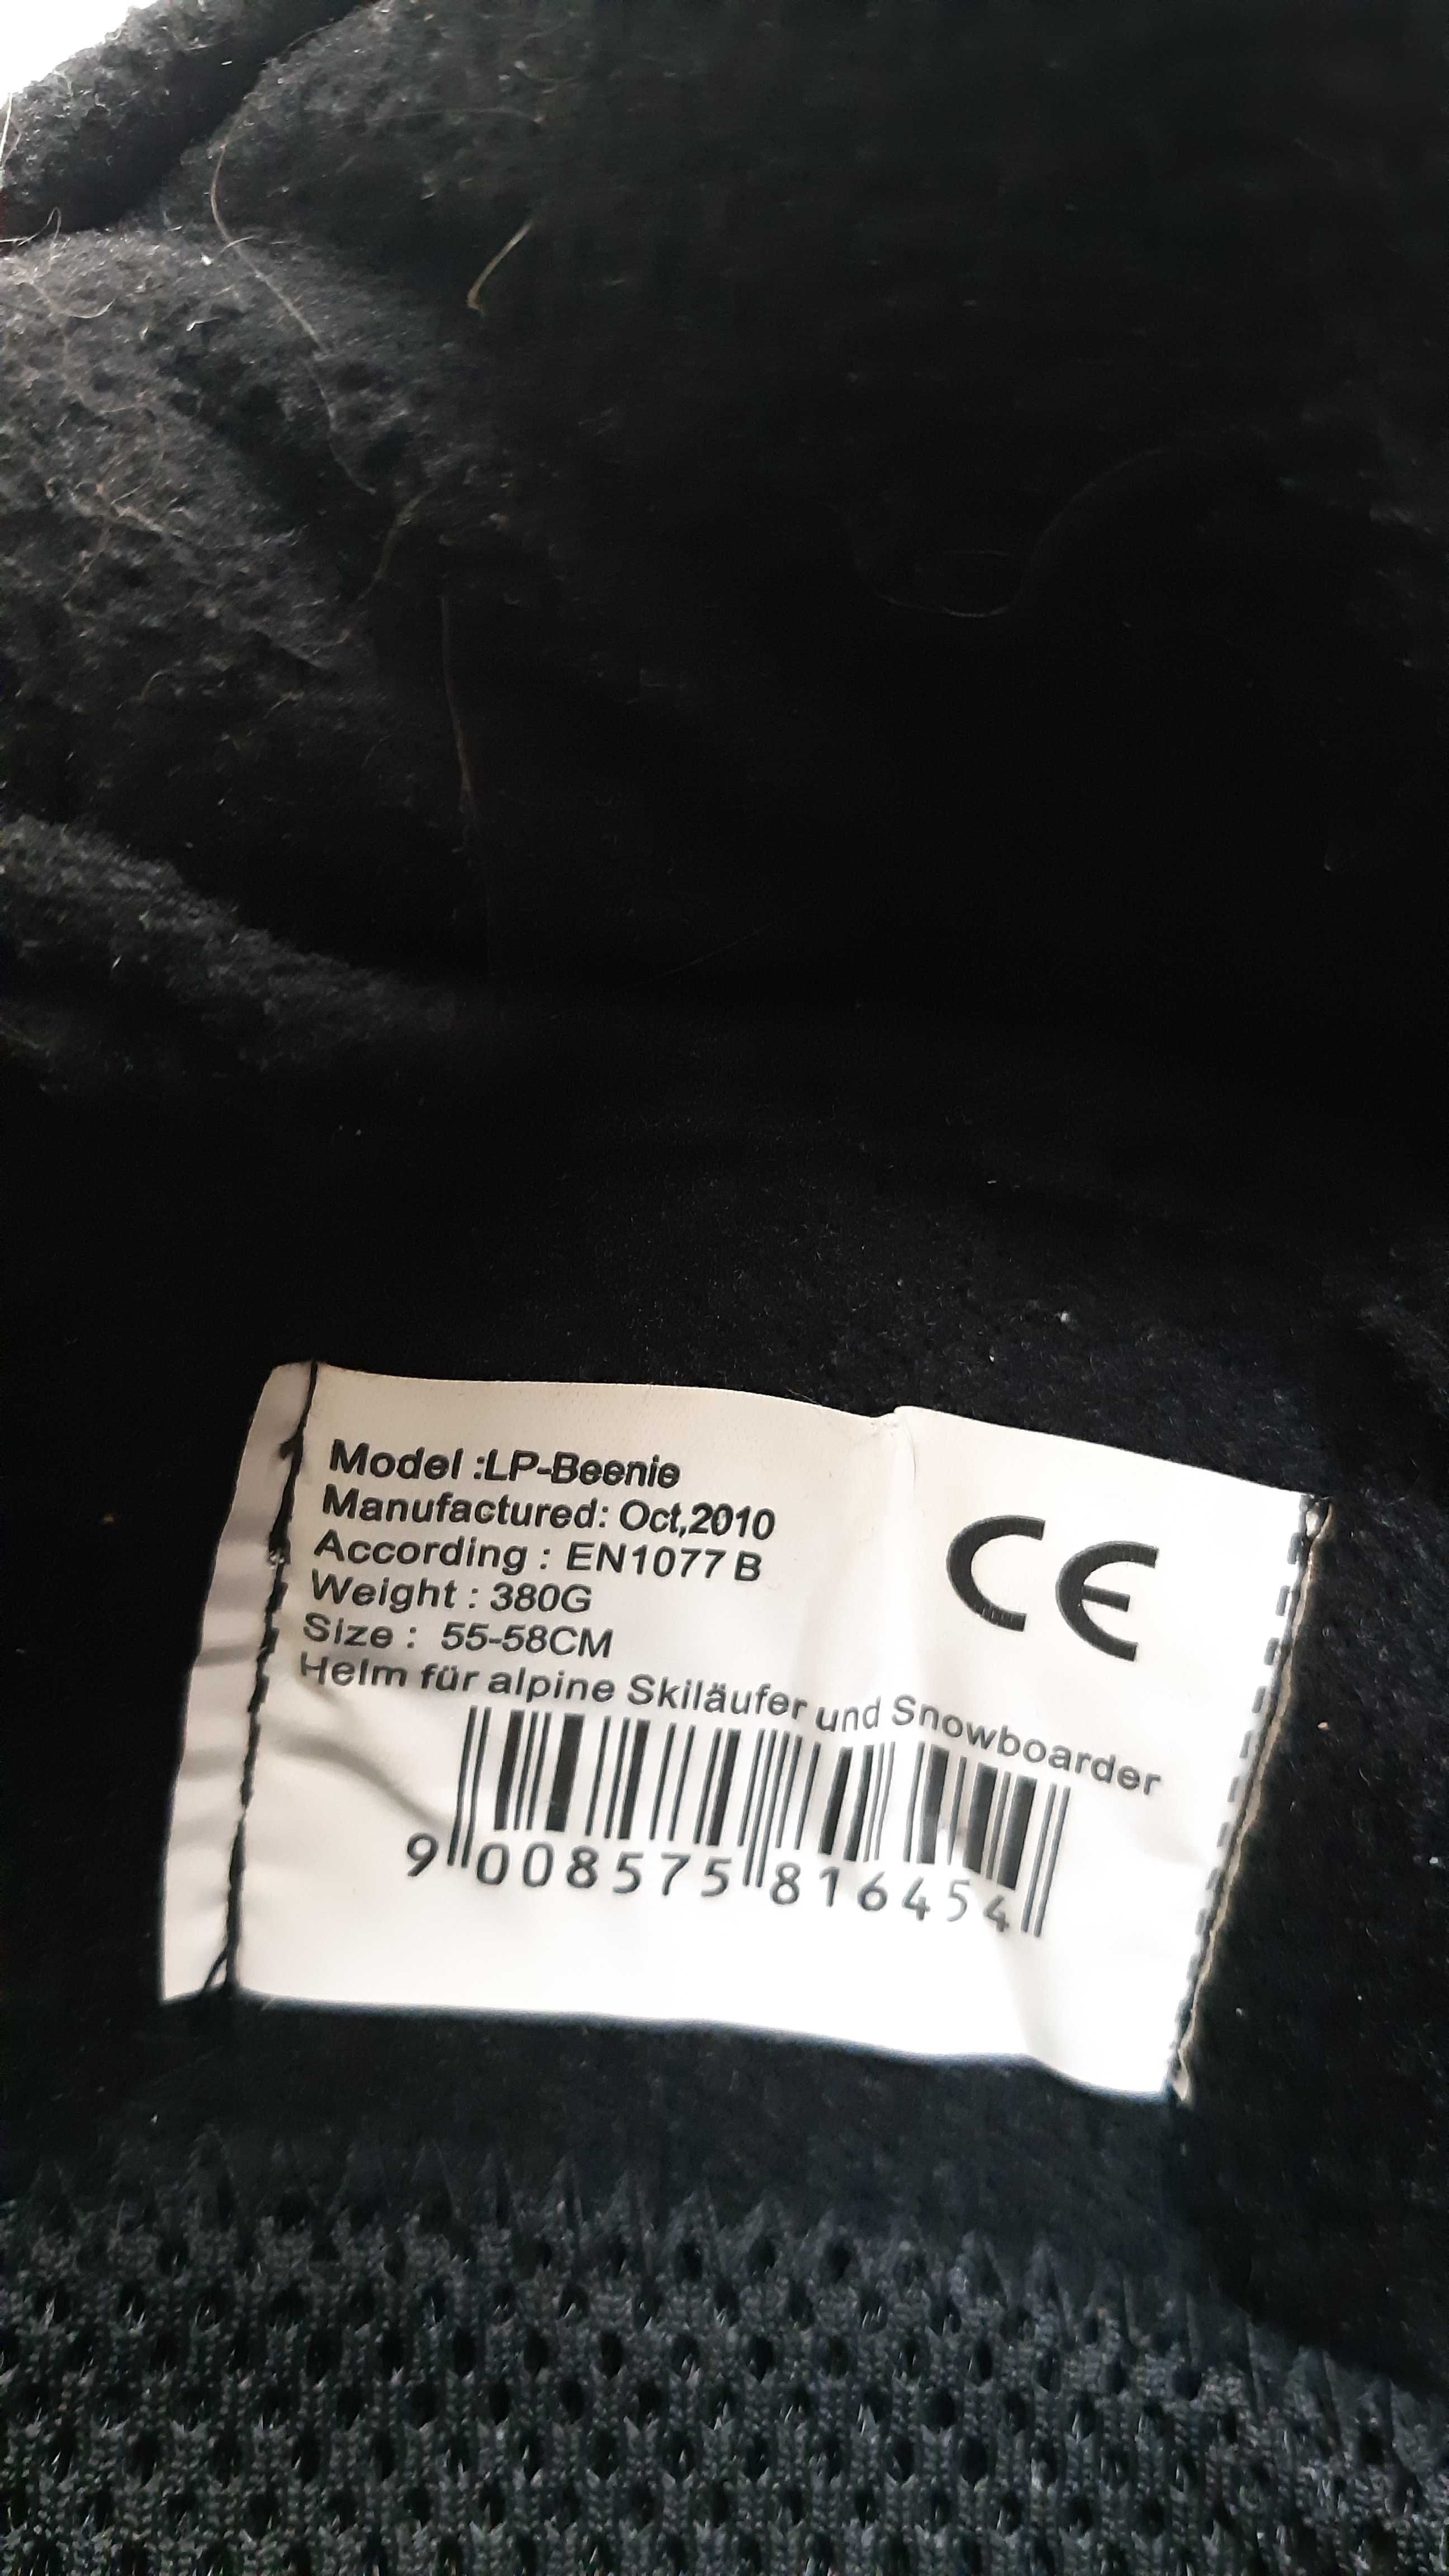 Model :LP-Beenie
Manufactured: Oct,2010
According : EN1077 B
Weight : 380G
Size : 55-58CM
CE
Helm für alpine Skiläufer und Snowboarder
9 008575 816454